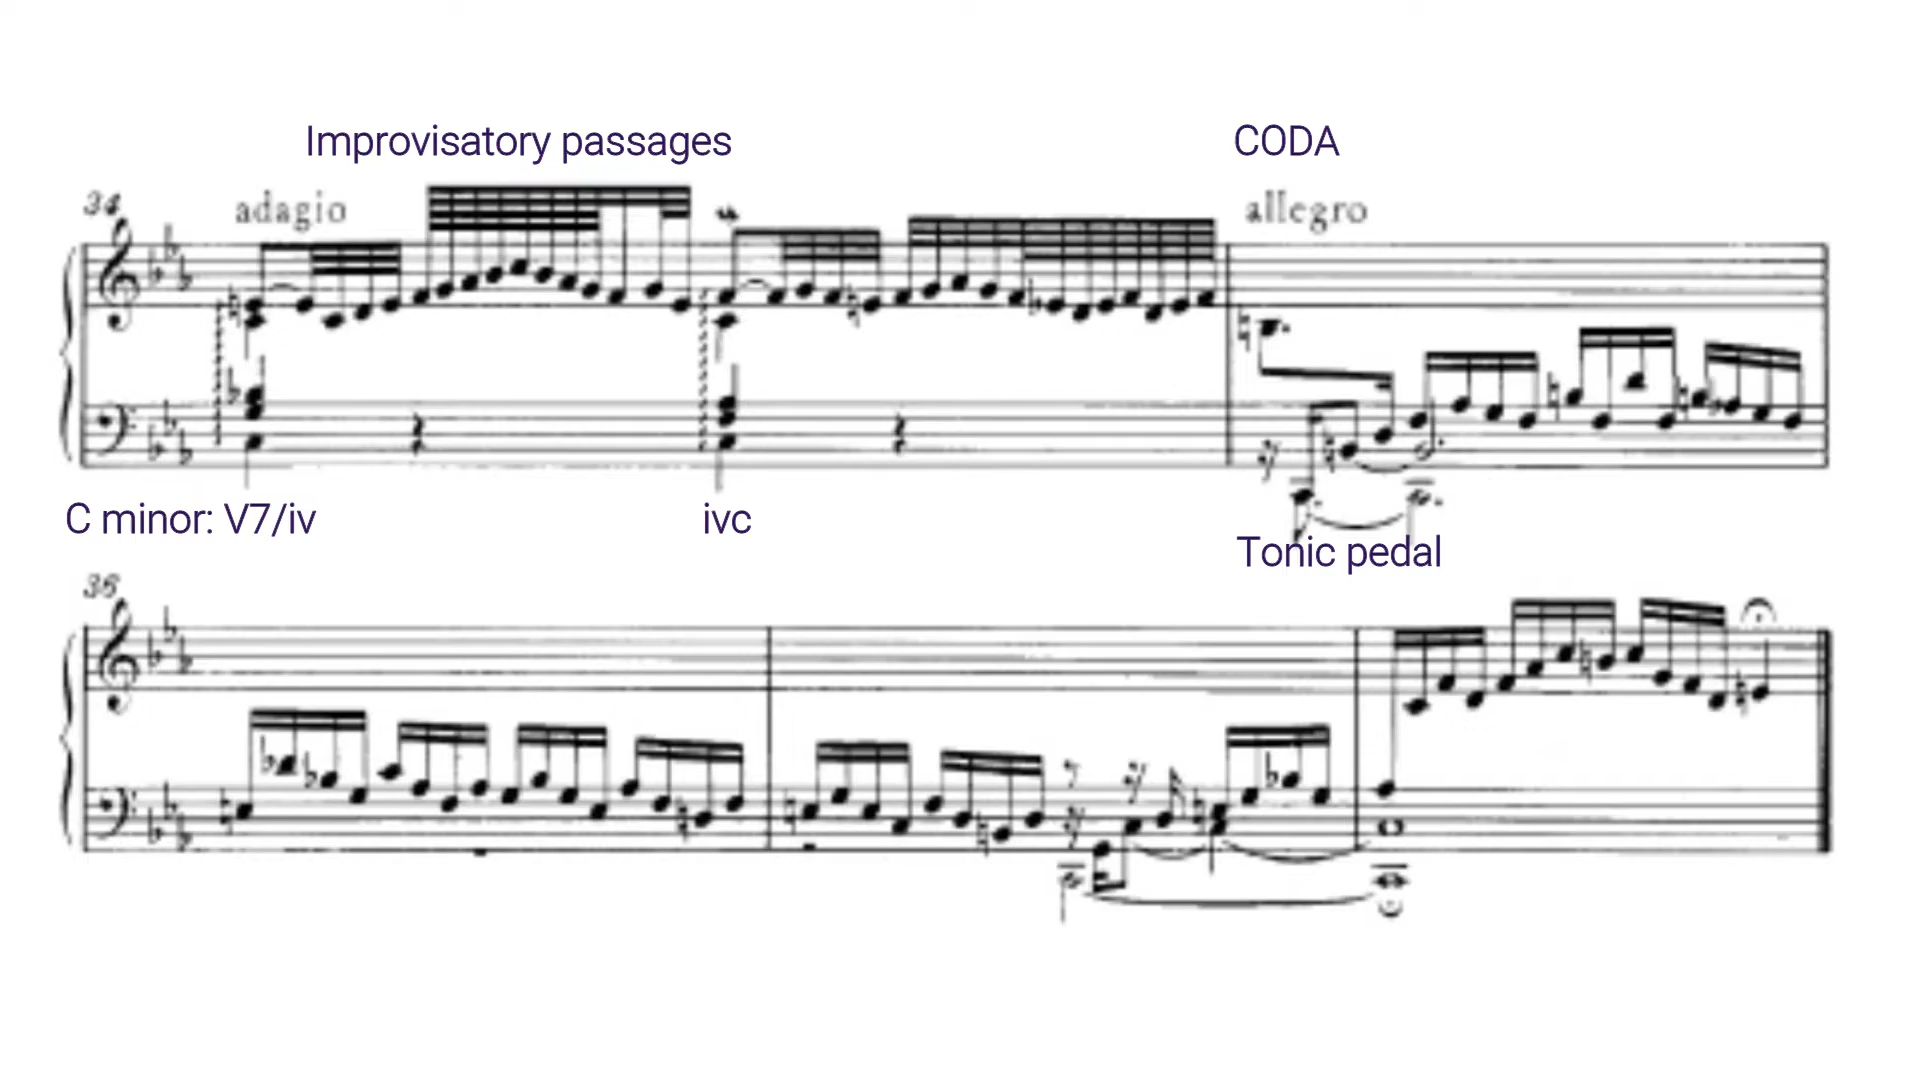 Improvisatory passages
CODA
34
adagio
allegro
C minor: V7/iv
ivc
Tonic pedal
36